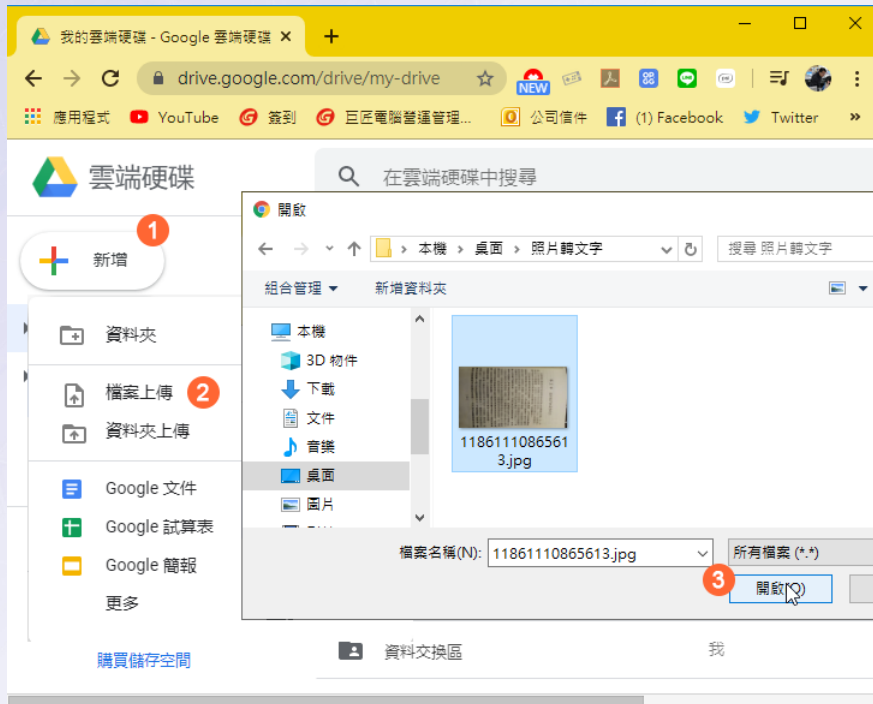 我的雲端硬碟 - Google 雲端硬碟
drive.google.com/drive/my-drive
NEW
應用程式 YouTube 簽到 巨匠電腦營運管理... 公司信件 (1) Facebook Twitter »
雲端硬碟
在雲端硬碟中搜尋
1
新增
資料夾
檔案上傳 2
資料夾上傳
Google 文件
Google 試算表
Google 簡報
更多
購買儲存空間
開啟
本機 › 桌面 › 照片轉文字
搜尋 照片轉文字
組合管理 新增資料夾
本機
3D 物件
下載
文件
音樂
桌面
圖片
1186111086561
3.jpg
檔案名稱(N): 11861110865613.jpg 所有檔案 (*.*)
3 開啟(O)
資料交換區 我